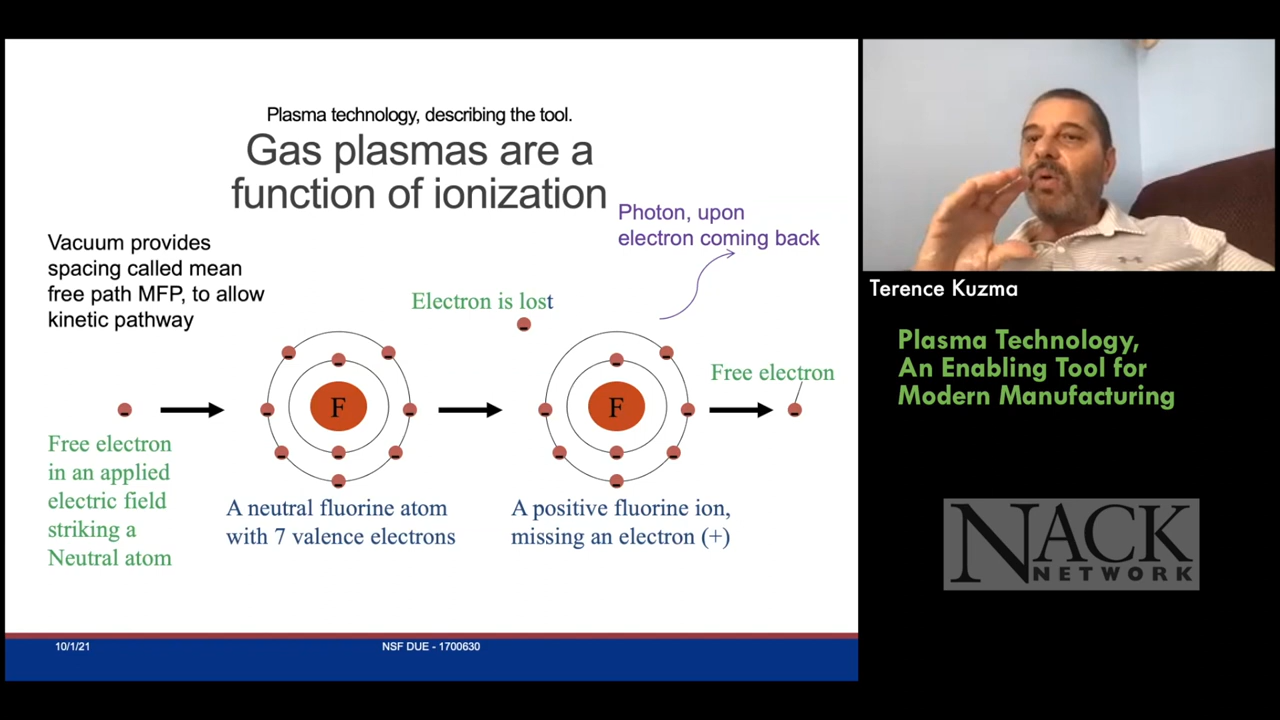 Plasma technology, describing the tool.
Gas plasmas are a
function of ionization
Photon, upon
electron coming back
Vacuum provides
spacing called mean
free path MFP, to allow
kinetic pathway
Electron is lost
Free electron
F
F
Free electron
in an applied
electric field
striking a
Neutral atom
A neutral fluorine atom
with 7 valence electrons
A positive fluorine ion,
missing an electron (+)
10/1/21
NSF DUE - 1700630
Terence Kuzma
Plasma Technology,
An Enabling Tool for
Modern Manufacturing
NACK
NETWORK